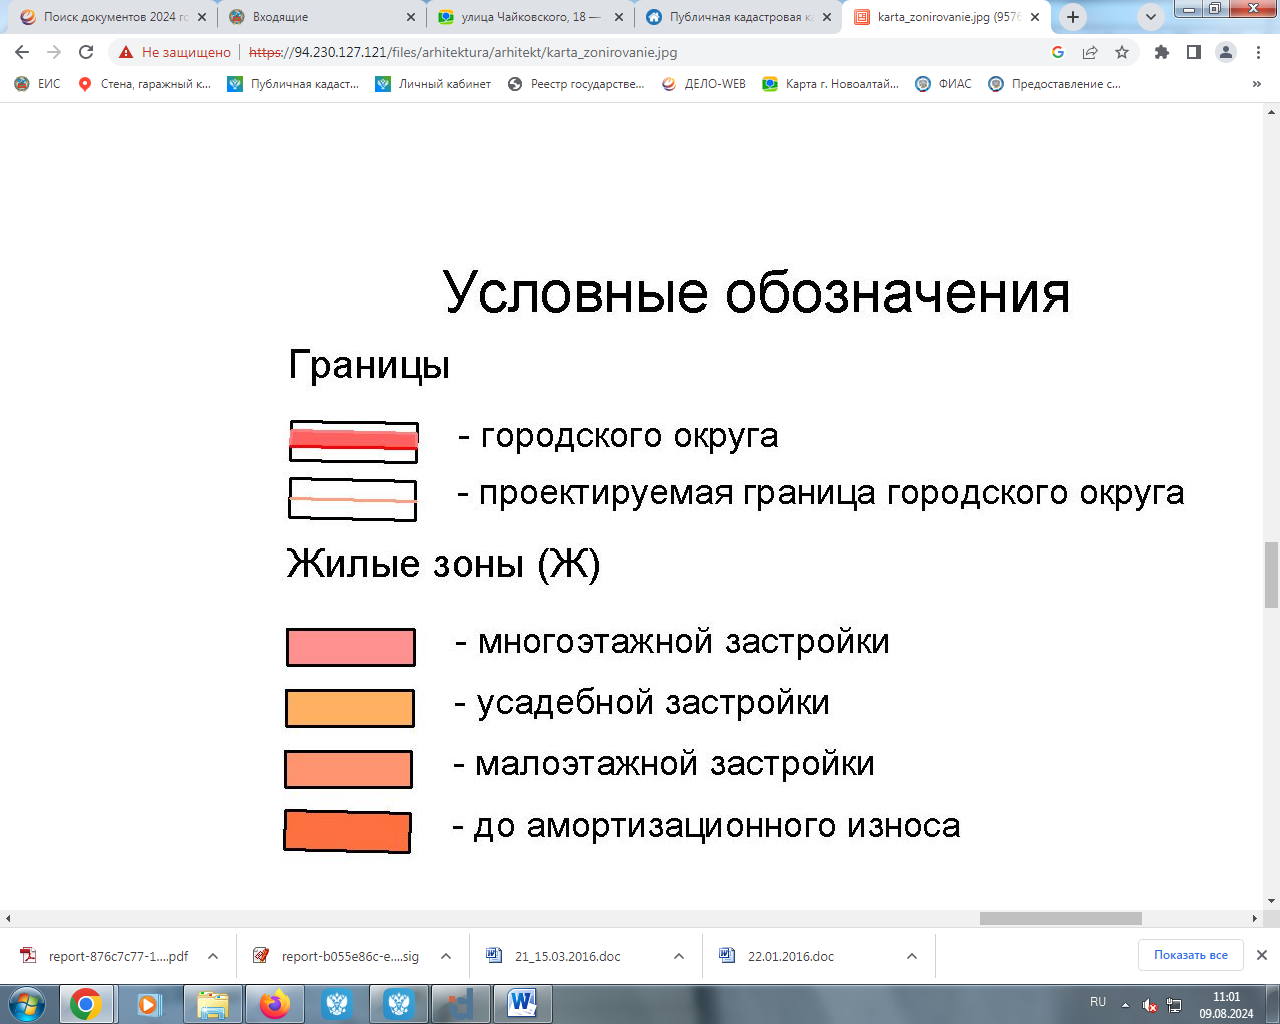 Поиск документов 2024 го
Входящие
улица Чайковского, 18 —
Публичная кадастровая ка
karta_zonirovanie.jpg (9576
Не защищено
https://94.230.127.121/files/arhitektura/arhitekt/karta_zonirovanie.jpg
ЕИС
Стена, гаражный к...
Публичная кадаст...
Личный кабинет
Реестр государстве...
ДЕЛО-WEB
Карта г. Новоалтай...
ФИАС
Предоставление с...
»
Условные обозначения
Границы
- городского округа
- проектируемая граница городского округа
Жилые зоны (Ж)
- многоэтажной застройки
- усадебной застройки
- малоэтажной застройки
- до амортизационного износа
report-876c7c77-1....pdf
report-b055e86c-e....sig
21_15.03.2016.doc
22.01.2016.doc
Показать все
RU
11:01
09.08.2024